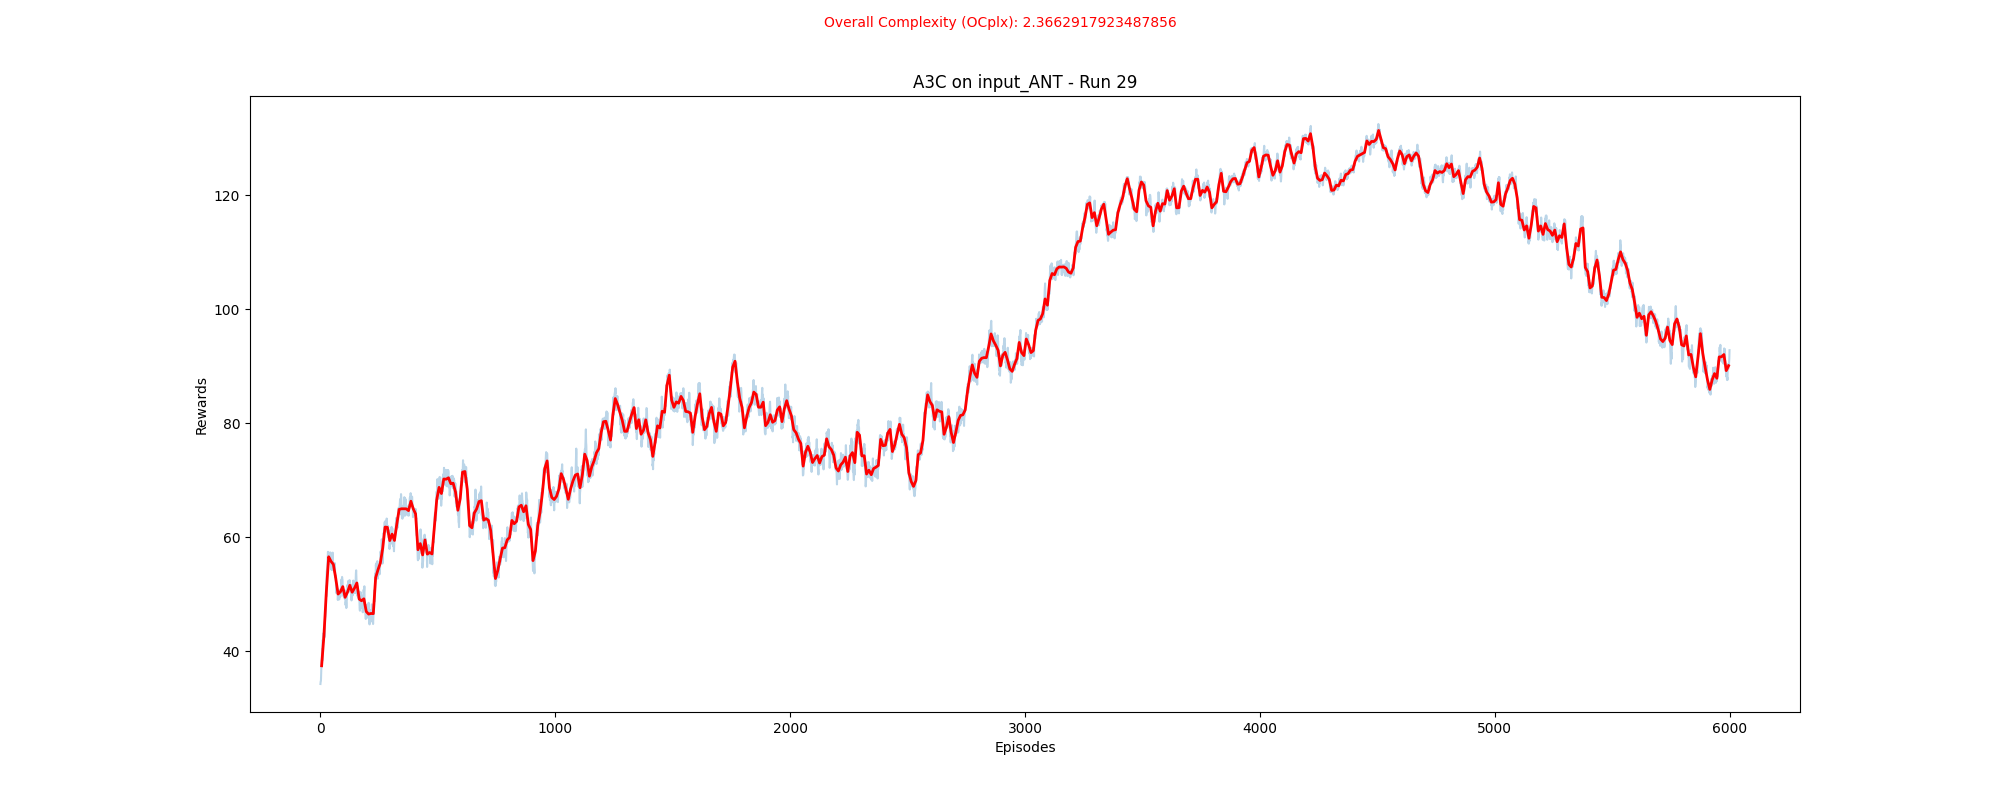 Overall Complexity (OCplx): 2.3662917923487856
A3C on input_ANT - Run 29
120
100
80
60
40
Rewards
0 1000 2000 3000 4000 5000 6000
Episodes